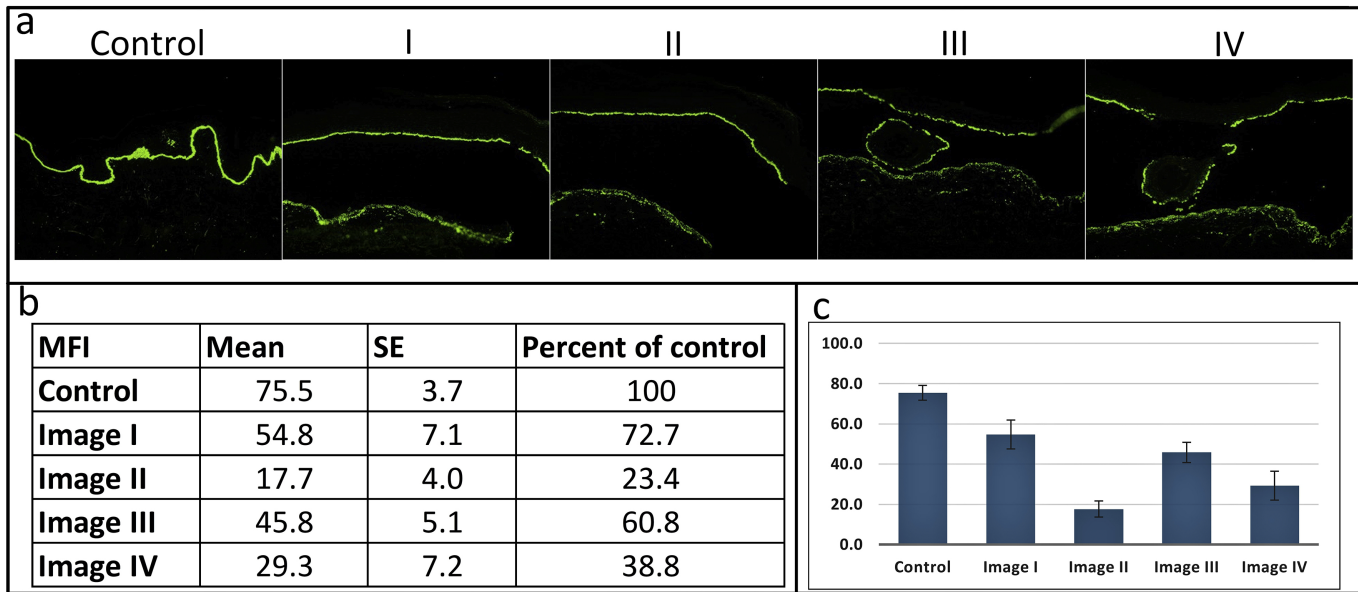 a
Control I II III IV
b
MFI Mean SE Percent of control
Control 75.5 3.7 100
Image I 54.8 7.1 72.7
Image II 17.7 4.0 23.4
Image III 45.8 5.1 60.8
Image IV 29.3 7.2 38.8
c
100.0
80.0
60.0
40.0
20.0
0.0
Control Image I Image II Image III Image IV